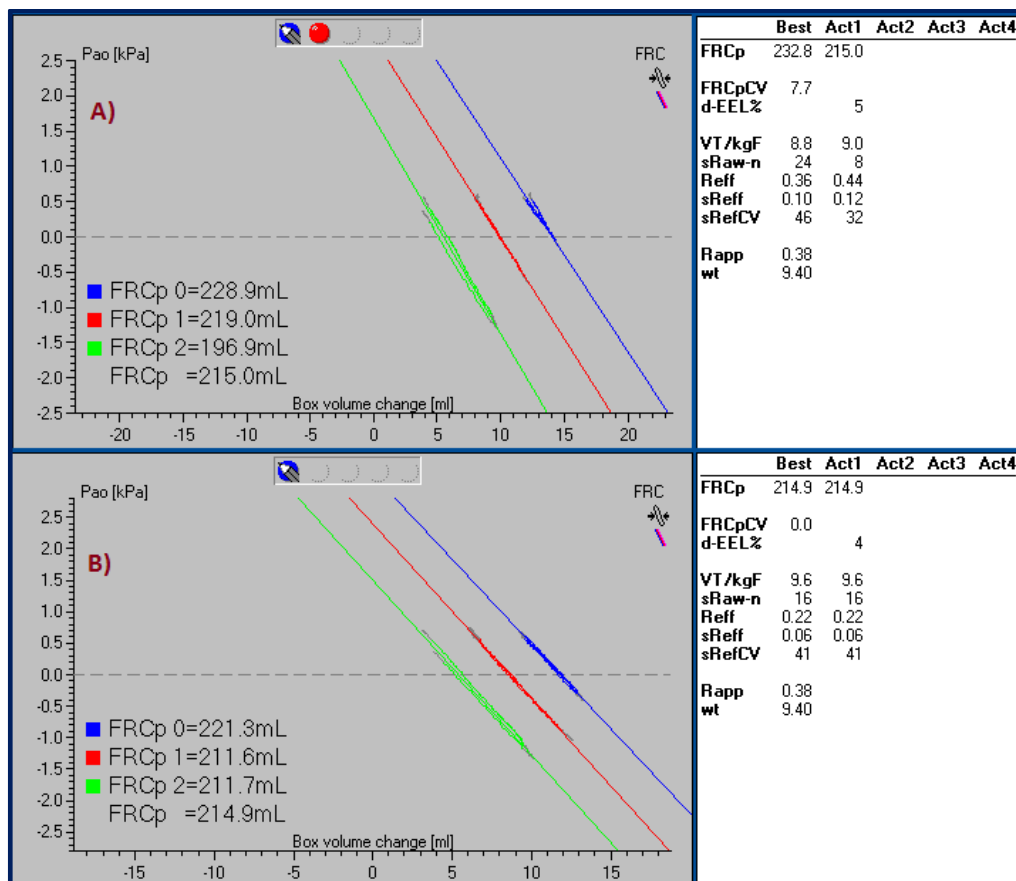 Pao [kPa]
FRC
A)
2.5
2.0
1.5
1.0
0.5
0.0
-0.5
-1.0
-1.5
-2.0
-2.5
FRCp 0=228.9mL
FRCp 1=219.0mL
FRCp 2=196.9mL
FRCp =215.0mL
Box volume change [ml]
-20 -15 -10 -5 0 5 10 15 20
Best Act1 Act2 Act3 Act4
FRCp 232.8 215.0
FRCpCV 7.7
d-EEL% 5
VT/kgF 8.8 9.0
sRaw-n 24 8
Reff 0.36 0.44
sReff 0.10 0.12
sRefCV 46 32
Rapp 0.38
wt 9.40
Pao [kPa]
FRC
B)
2.5
2.0
1.5
1.0
0.5
0.0
-0.5
-1.0
-1.5
-2.0
-2.5
FRCp 0=221.3mL
FRCp 1=211.6mL
FRCp 2=211.7mL
FRCp =214.9mL
Box volume change [ml]
-15 -10 -5 0 5 10 15
Best Act1 Act2 Act3 Act4
FRCp 214.9 214.9
FRCpCV 0.0
d-EEL% 4
VT/kgF 9.6 9.6
sRaw-n 16 16
Reff 0.22 0.22
sReff 0.06 0.06
sRefCV 41 41
Rapp 0.38
wt 9.40